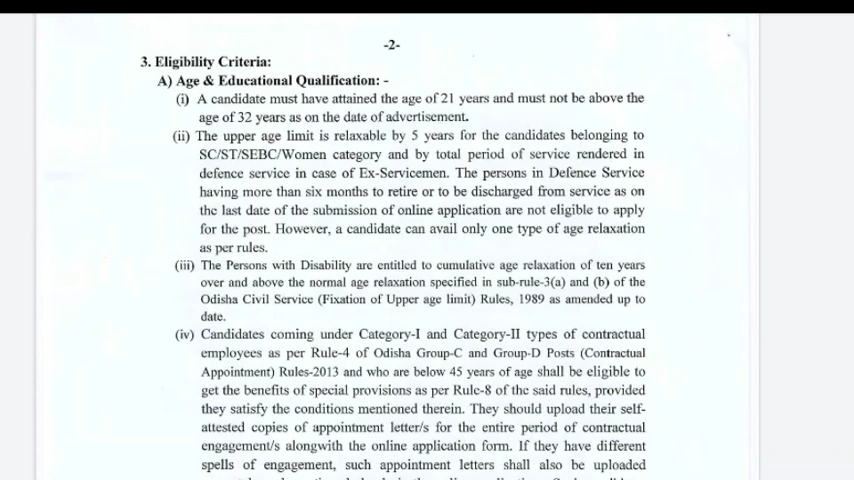 -2-
3. Eligibility Criteria:
A) Age & Educational Qualification: -
(i) A candidate must have attained the age of 21 years and must not be above the
age of 32 years as on the date of advertisement.
(ii) The upper age limit is relaxable by 5 years for the candidates belonging to
SC/ST/SEBC/Women category and by total period of service rendered in
defence service in case of Ex-Servicemen. The persons in Defence Service
having more than six months to retire or to be discharged from service as on
the last date of the submission of online application are not eligible to apply
for the post. However, a candidate can avail only one type of age relaxation
as per rules.
(iii) The Persons with Disability are entitled to cumulative age relaxation of ten years
over and above the normal age relaxation specified in sub-rule-3(a) and (b) of the
Odisha Civil Service (Fixation of Upper age limit) Rules, 1989 as amended up to
date.
(iv) Candidates coming under Category-I and Category-II types of contractual
employees as per Rule-4 of Odisha Group-C and Group-D Posts (Contractual
Appointment) Rules-2013 and who are below 45 years of age shall be eligible to
get the benefits of special provisions as per Rule-8 of the said rules, provided
they satisfy the conditions mentioned therein. They should upload their self-
attested copies of appointment letter/s for the entire period of contractual
engagement/s alongwith the online application form. If they have different
spells of engagement, such appointment letters shall also be uploaded